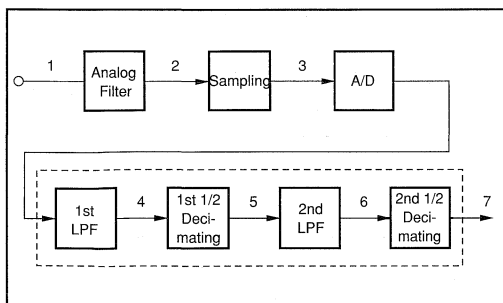 1
Analog
Filter
2
Sampling
3
A/D
1st
LPF
4
1st 1/2
Deci-
mating
5
2nd
LPF
6
2nd 1/2
Deci-
mating
7